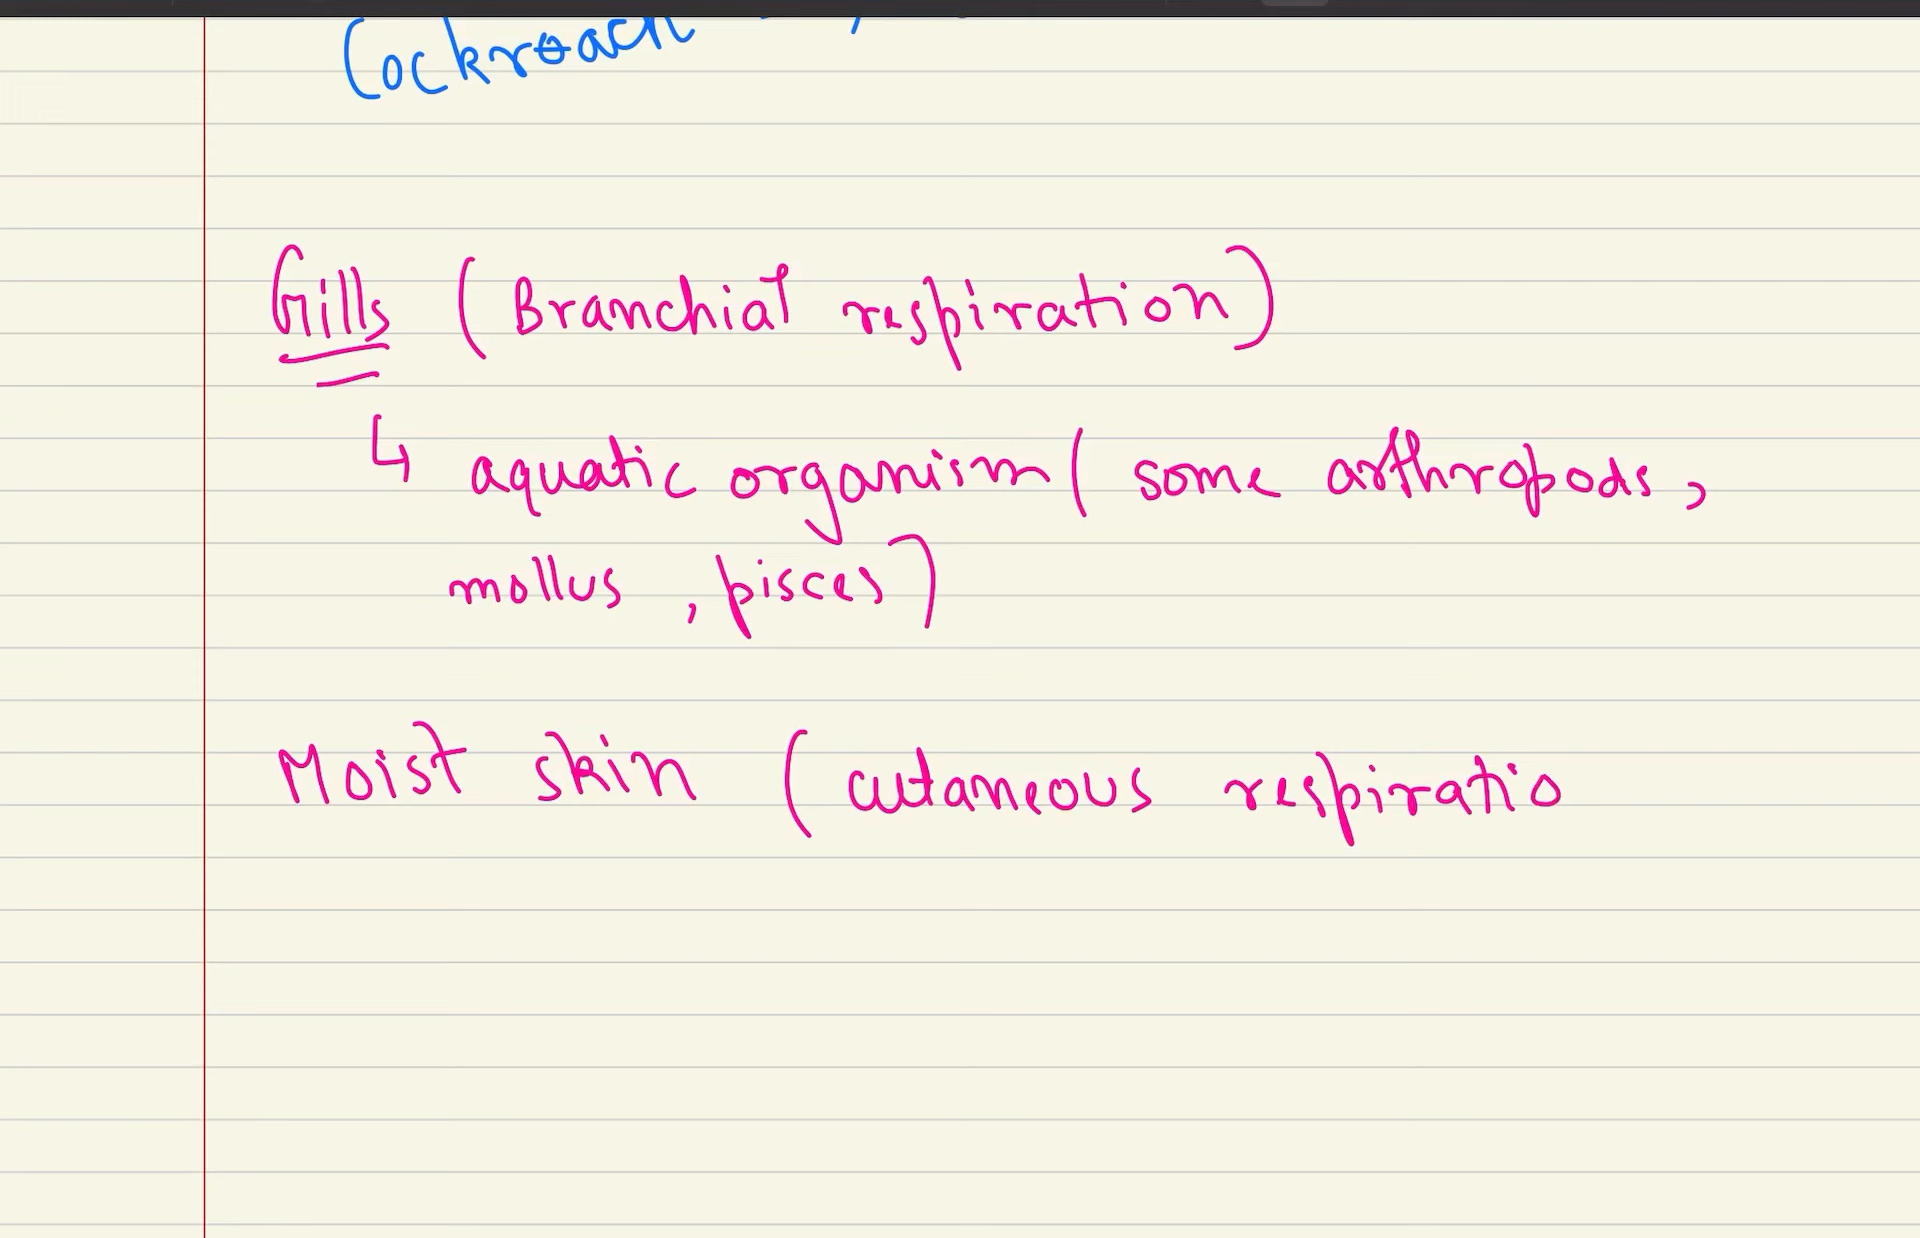 Cockroach
Gills (Branchial respiration)
↳ aquatic organism (some arthropods,
mollus , pisces)
Moist skin (cutaneous respiratio